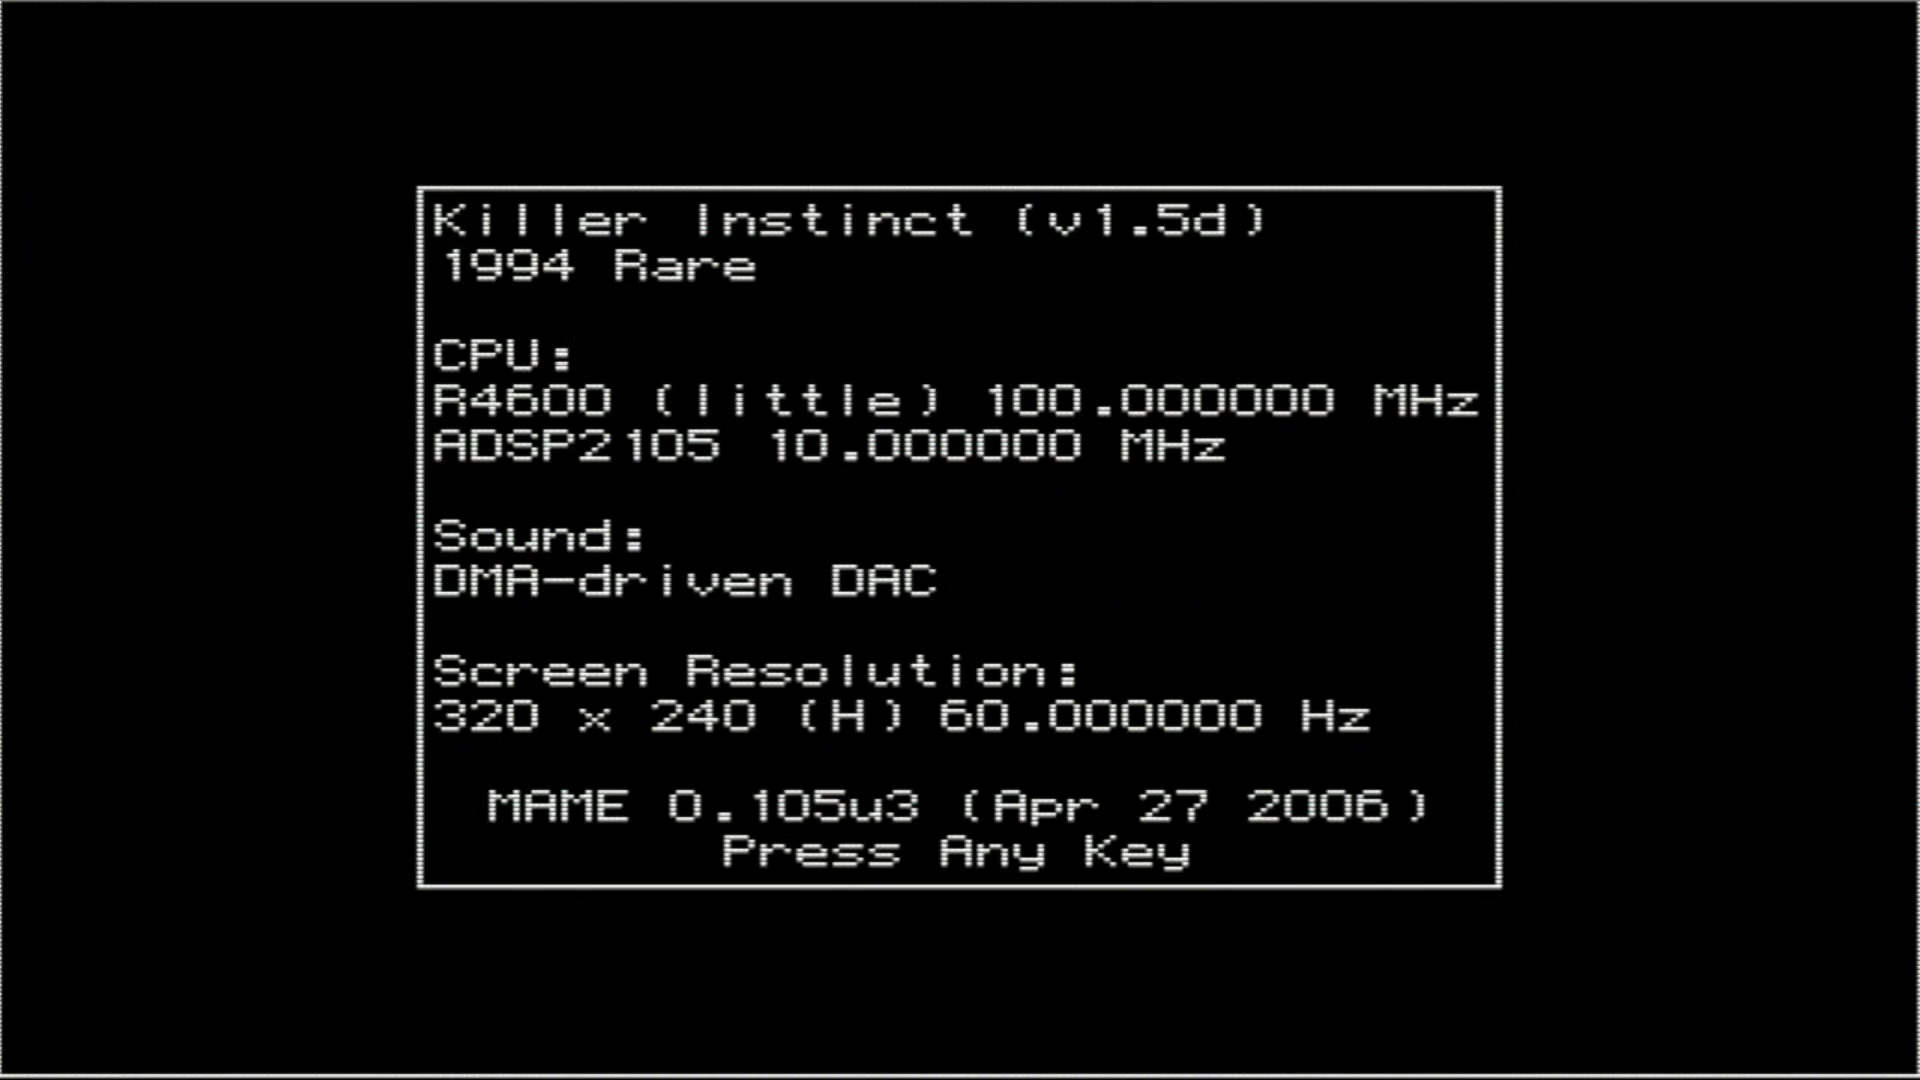 Killer Instinct (v1.5d)
1994 Rare
CPU:
R4600 (little) 100.000000 MHz
ADSP2105 10.000000 MHz
Sound:
DMA-driven DAC
Screen Resolution:
320 x 240 (H) 60.000000 Hz
MAME 0.105u3 (Apr 27 2006)
Press Any Key